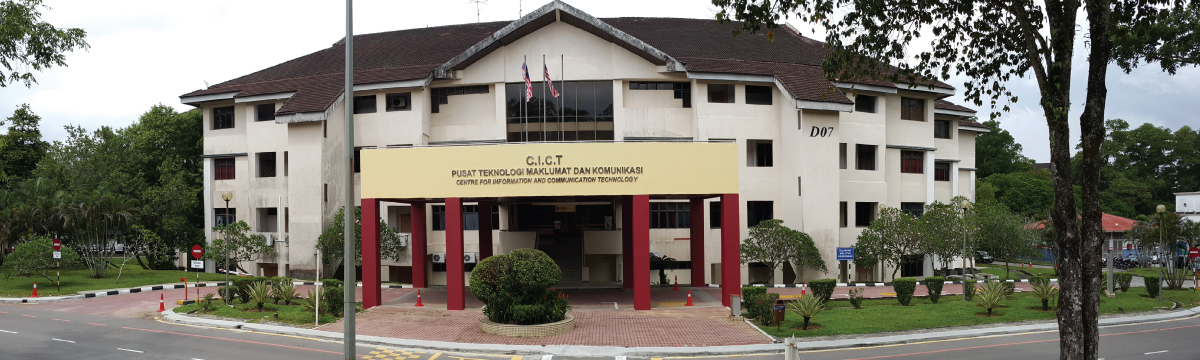 C.I.C.T
PUSAT TEKNOLOGI MAKLUMAT DAN KOMUNIKASI
CENTRE FOR INFORMATION AND COMMUNICATION TECHNOLOGY
D07